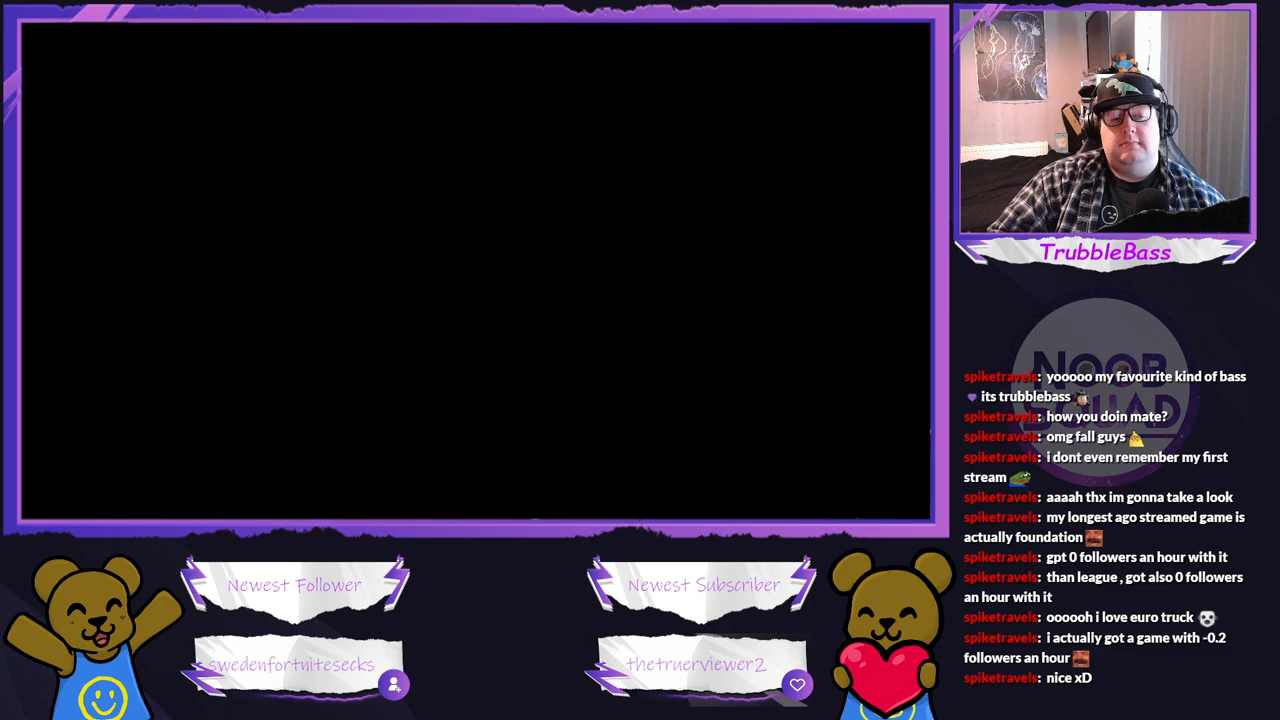 TrubbleBass
NOOB
SQUAD
spiketravels: yooooo my favourite kind of bass
its trubblebass
spiketravels: how you doin mate?
spiketravels: omg fall guys
spiketravels: i dont even remember my first
stream
spiketravels: aaaah thx im gonna take a look
spiketravels: my longest ago streamed game is
actually foundation
spiketravels: gpt 0 followers an hour with it
spiketravels: than league , got also 0 followers
an hour with it
spiketravels: oooooh i love euro truck
spiketravels: i actually got a game with -0.2
followers an hour
spiketravels: nice xD
Newest Follower
swedenfortnitesecks
Newest Subscriber
thetruerviewer2